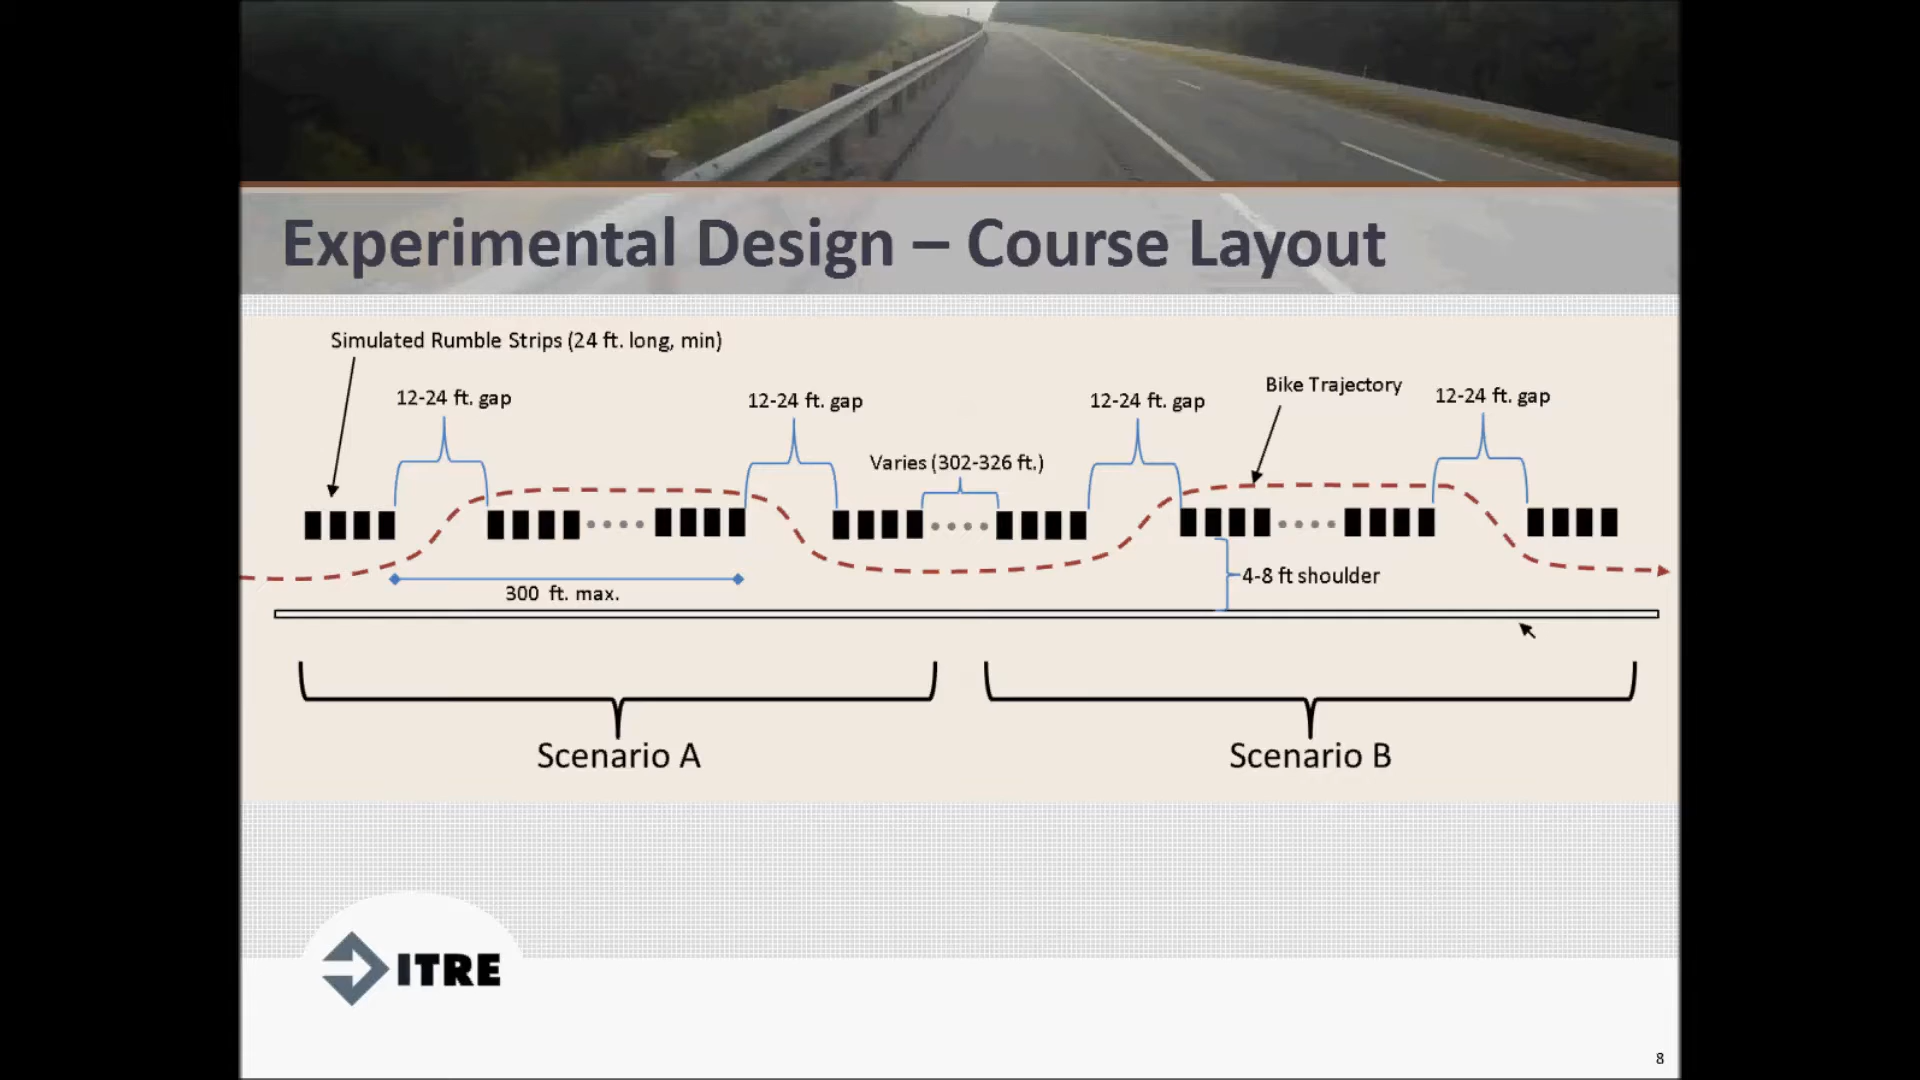 Experimental Design – Course Layout
Simulated Rumble Strips (24 ft. long, min)
12-24 ft. gap
12-24 ft. gap
12-24 ft. gap
Bike Trajectory
12-24 ft. gap
Varies (302-326 ft.)
300 ft. max.
4-8 ft shoulder
Scenario A
Scenario B
ITRE
8